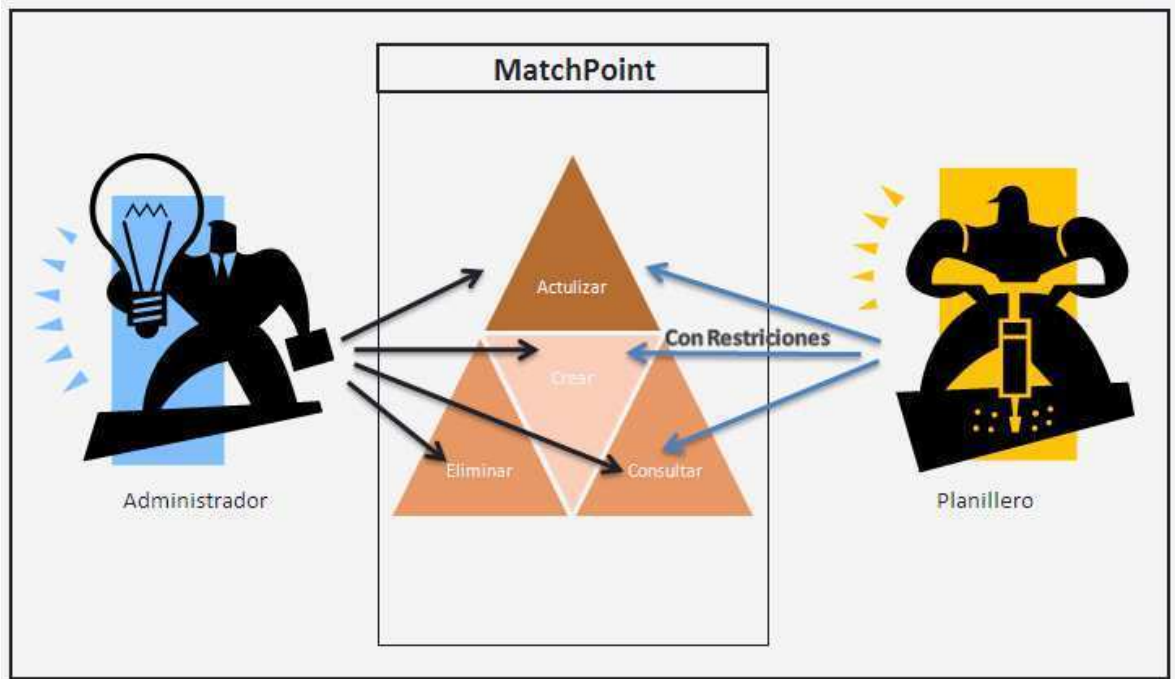 MatchPoint
Actulizar
Con Restriciones
Crear
Eliminar
Consultar
Administrador
Planillero